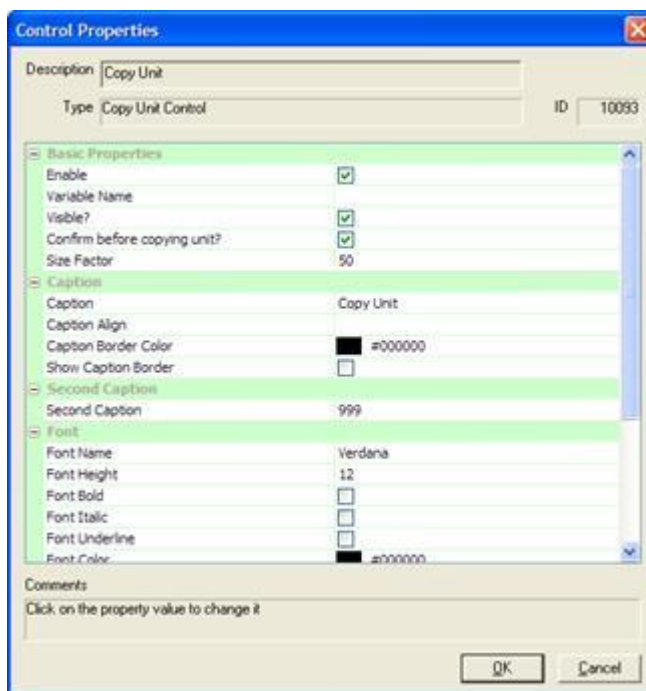 Control Properties
Description Copy Unit
Type Copy Unit Control ID 10093
Basic Properties
Enable
Variable Name
Visible?
Confirm before copying unit?
Size Factor 50
Caption
Caption Copy Unit
Caption Align
Caption Border Color #000000
Show Caption Border
Second Caption
Second Caption 999
Font
Font Name Verdana
Font Height 12
Font Bold
Font Italic
Font Underline
Font Color #000000
Comments
Click on the property value to change it
OK Cancel